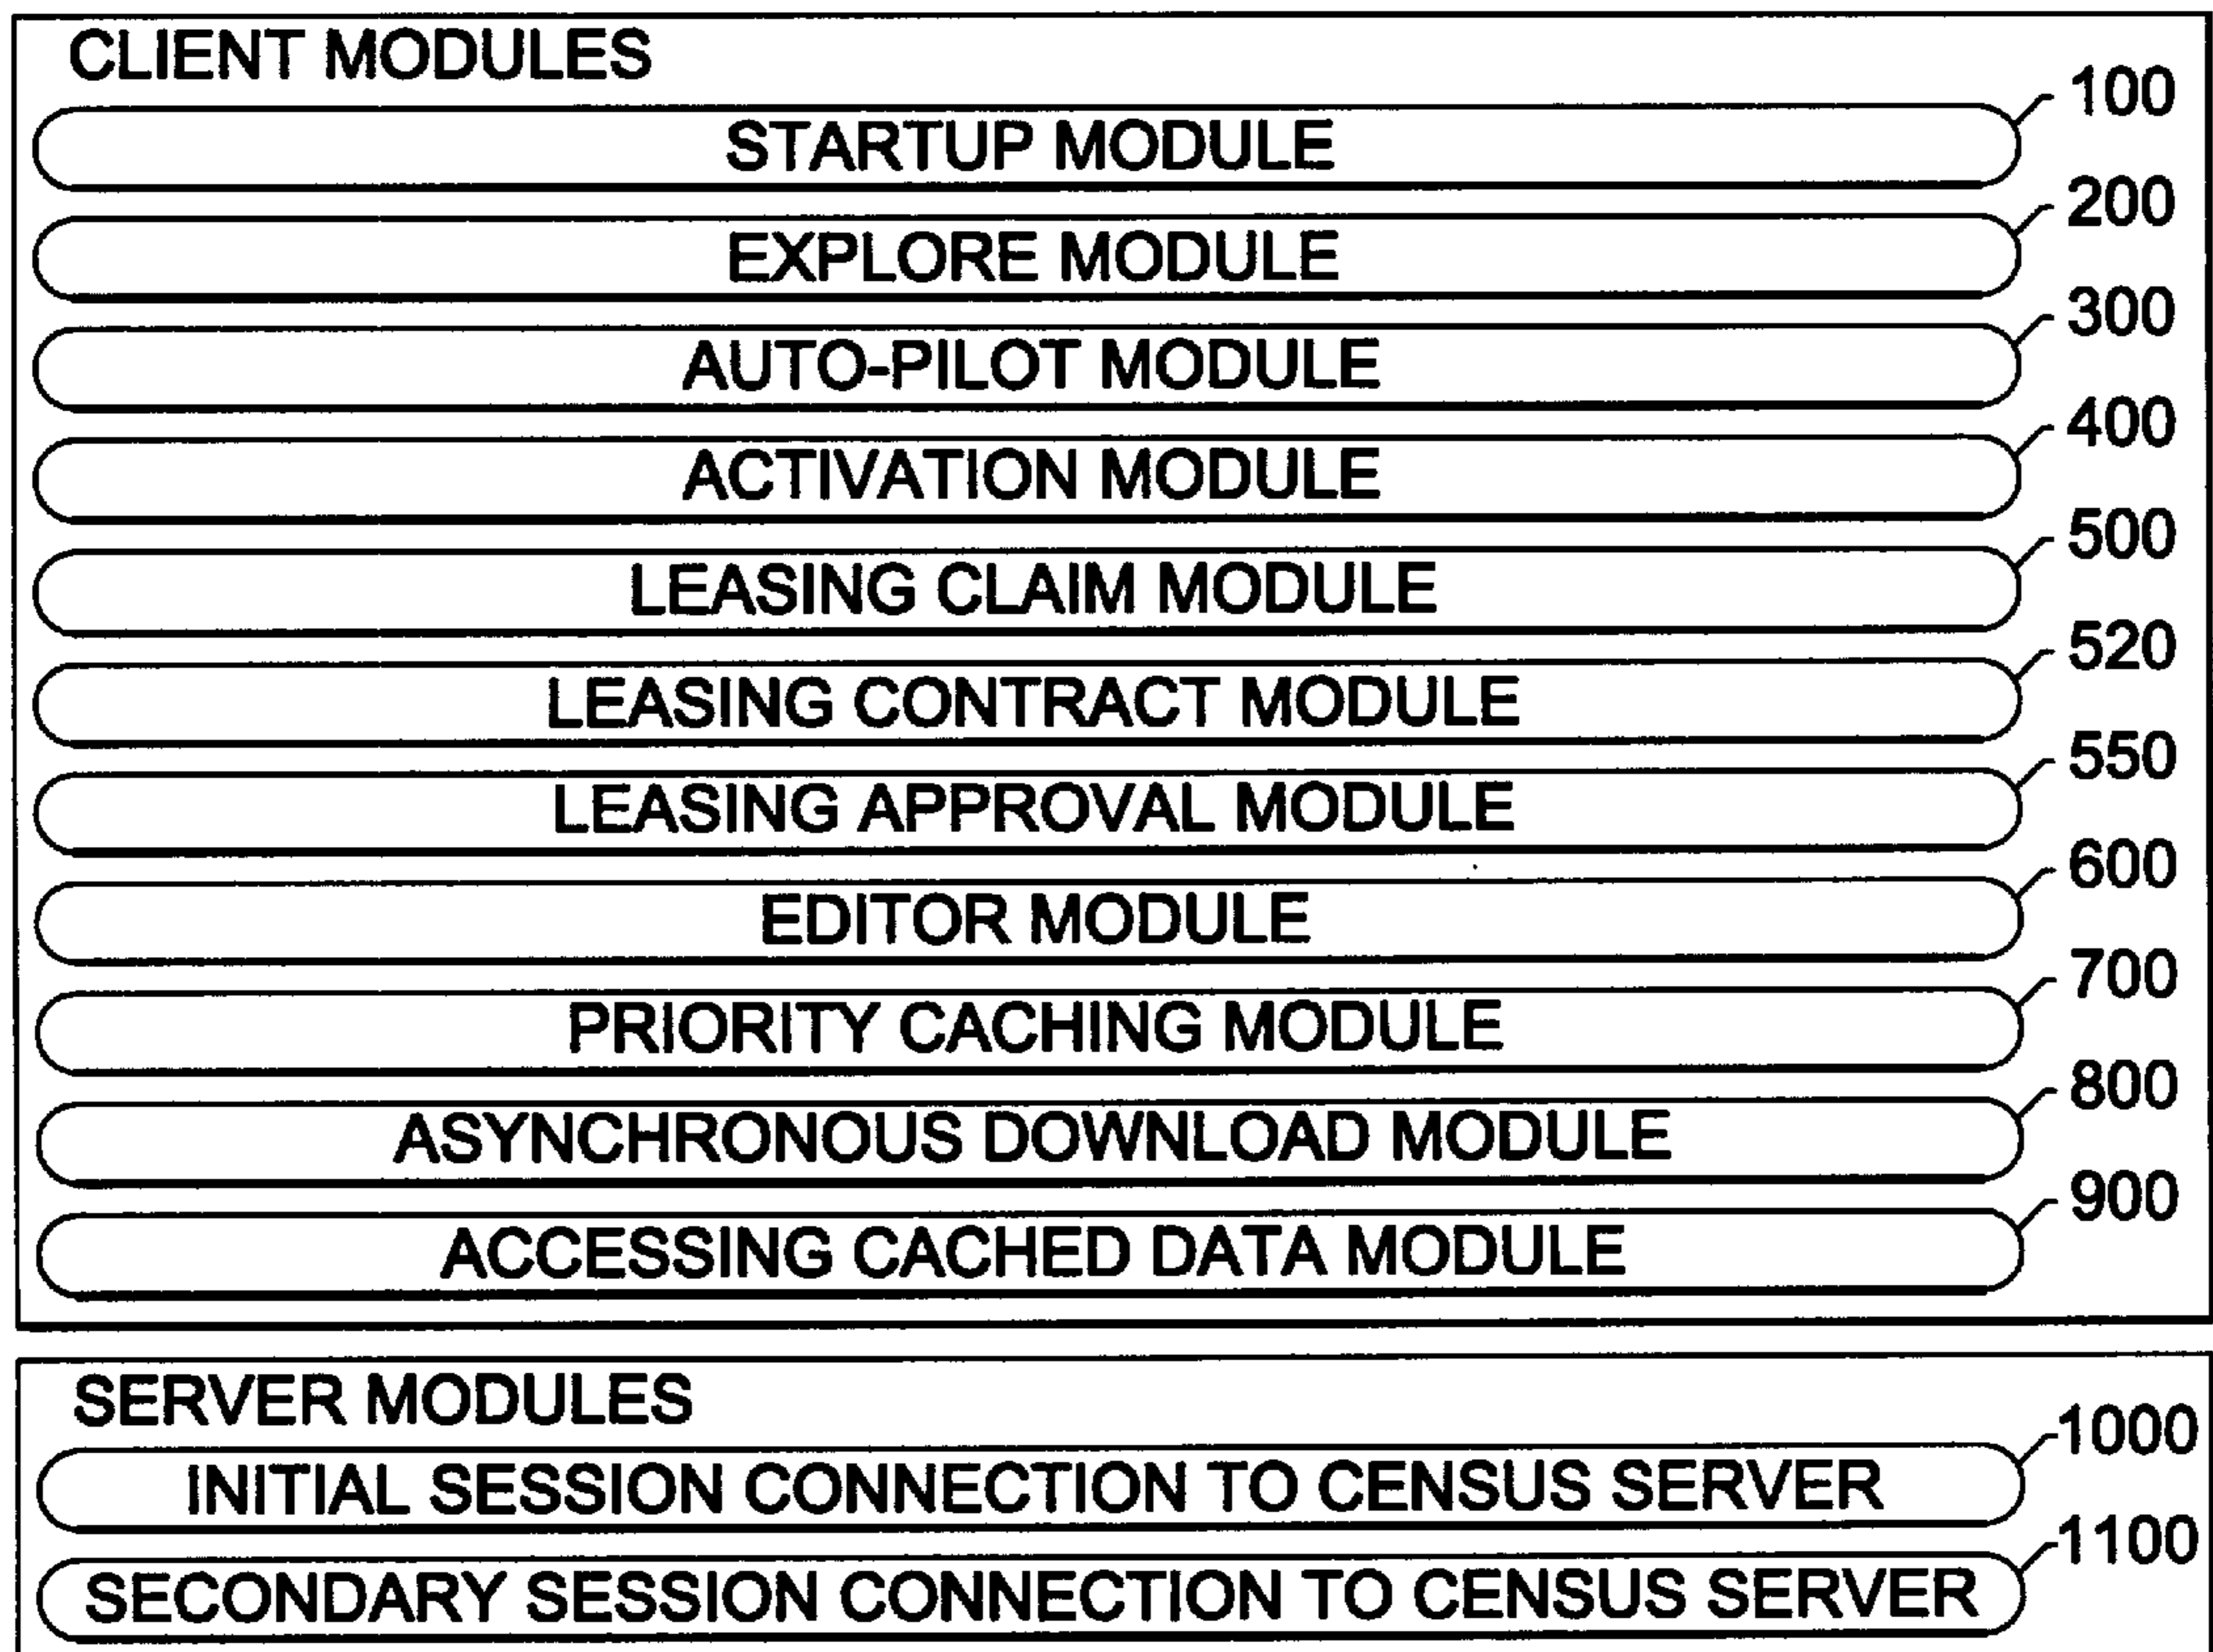 CLIENT MODULES
100
STARTUP MODULE
200
EXPLORE MODULE
300
AUTO-PILOT MODULE
400
ACTIVATION MODULE
500
LEASING CLAIM MODULE
520
LEASING CONTRACT MODULE
550
LEASING APPROVAL MODULE
600
EDITOR MODULE
700
PRIORITY CACHING MODULE
800
ASYNCHRONOUS DOWNLOAD MODULE
900
ACCESSING CACHED DATA MODULE
SERVER MODULES
1000
INITIAL SESSION CONNECTION TO CENSUS SERVER
1100
SECONDARY SESSION CONNECTION TO CENSUS SERVER